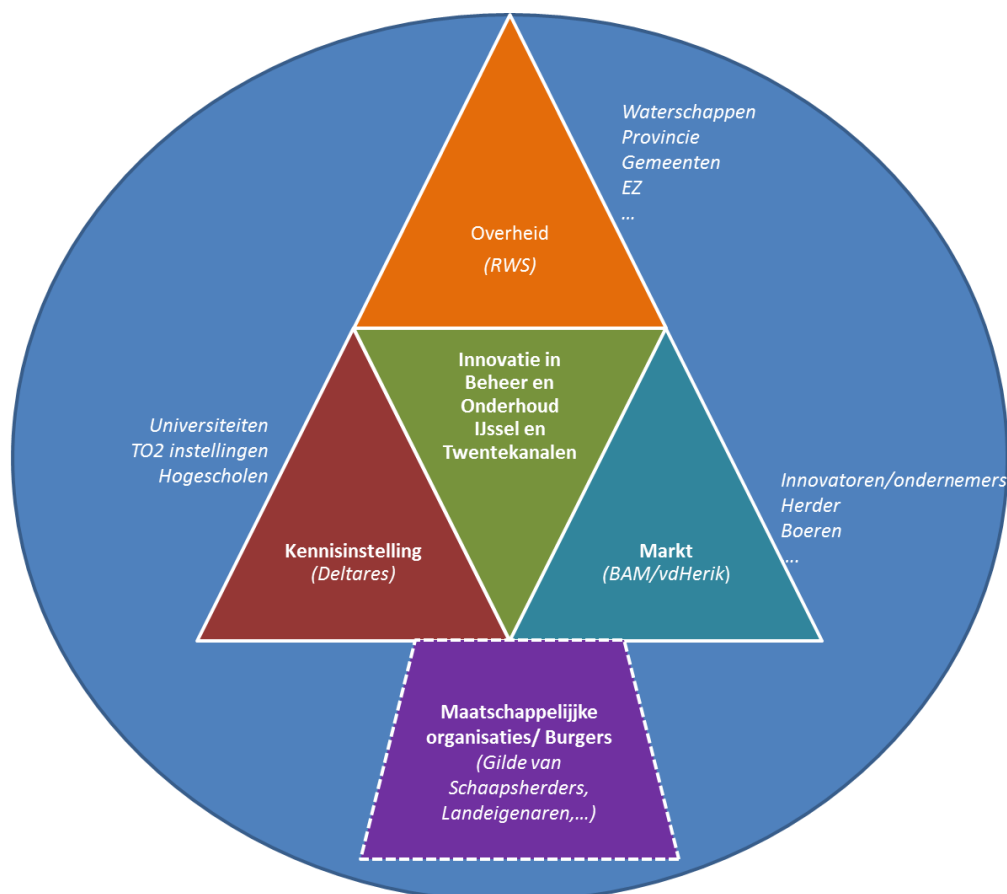 Waterschappen
Provincie
Gemeenten
EZ
...
Overheid
(RWS)
Innovatie in
Beheer en
Onderhoud
IJssel en
Twentekanalen
Universiteiten
TO2 instellingen
Hogescholen
Innovatoren/ondernemers
Herder
Boeren
...
Kennisinstelling
(Deltares)
Markt
(BAM/vdHerik)
Maatschappelijjke
organisaties/ Burgers
(Gilde van
Schaapsherders,
Landeigenaren,...)